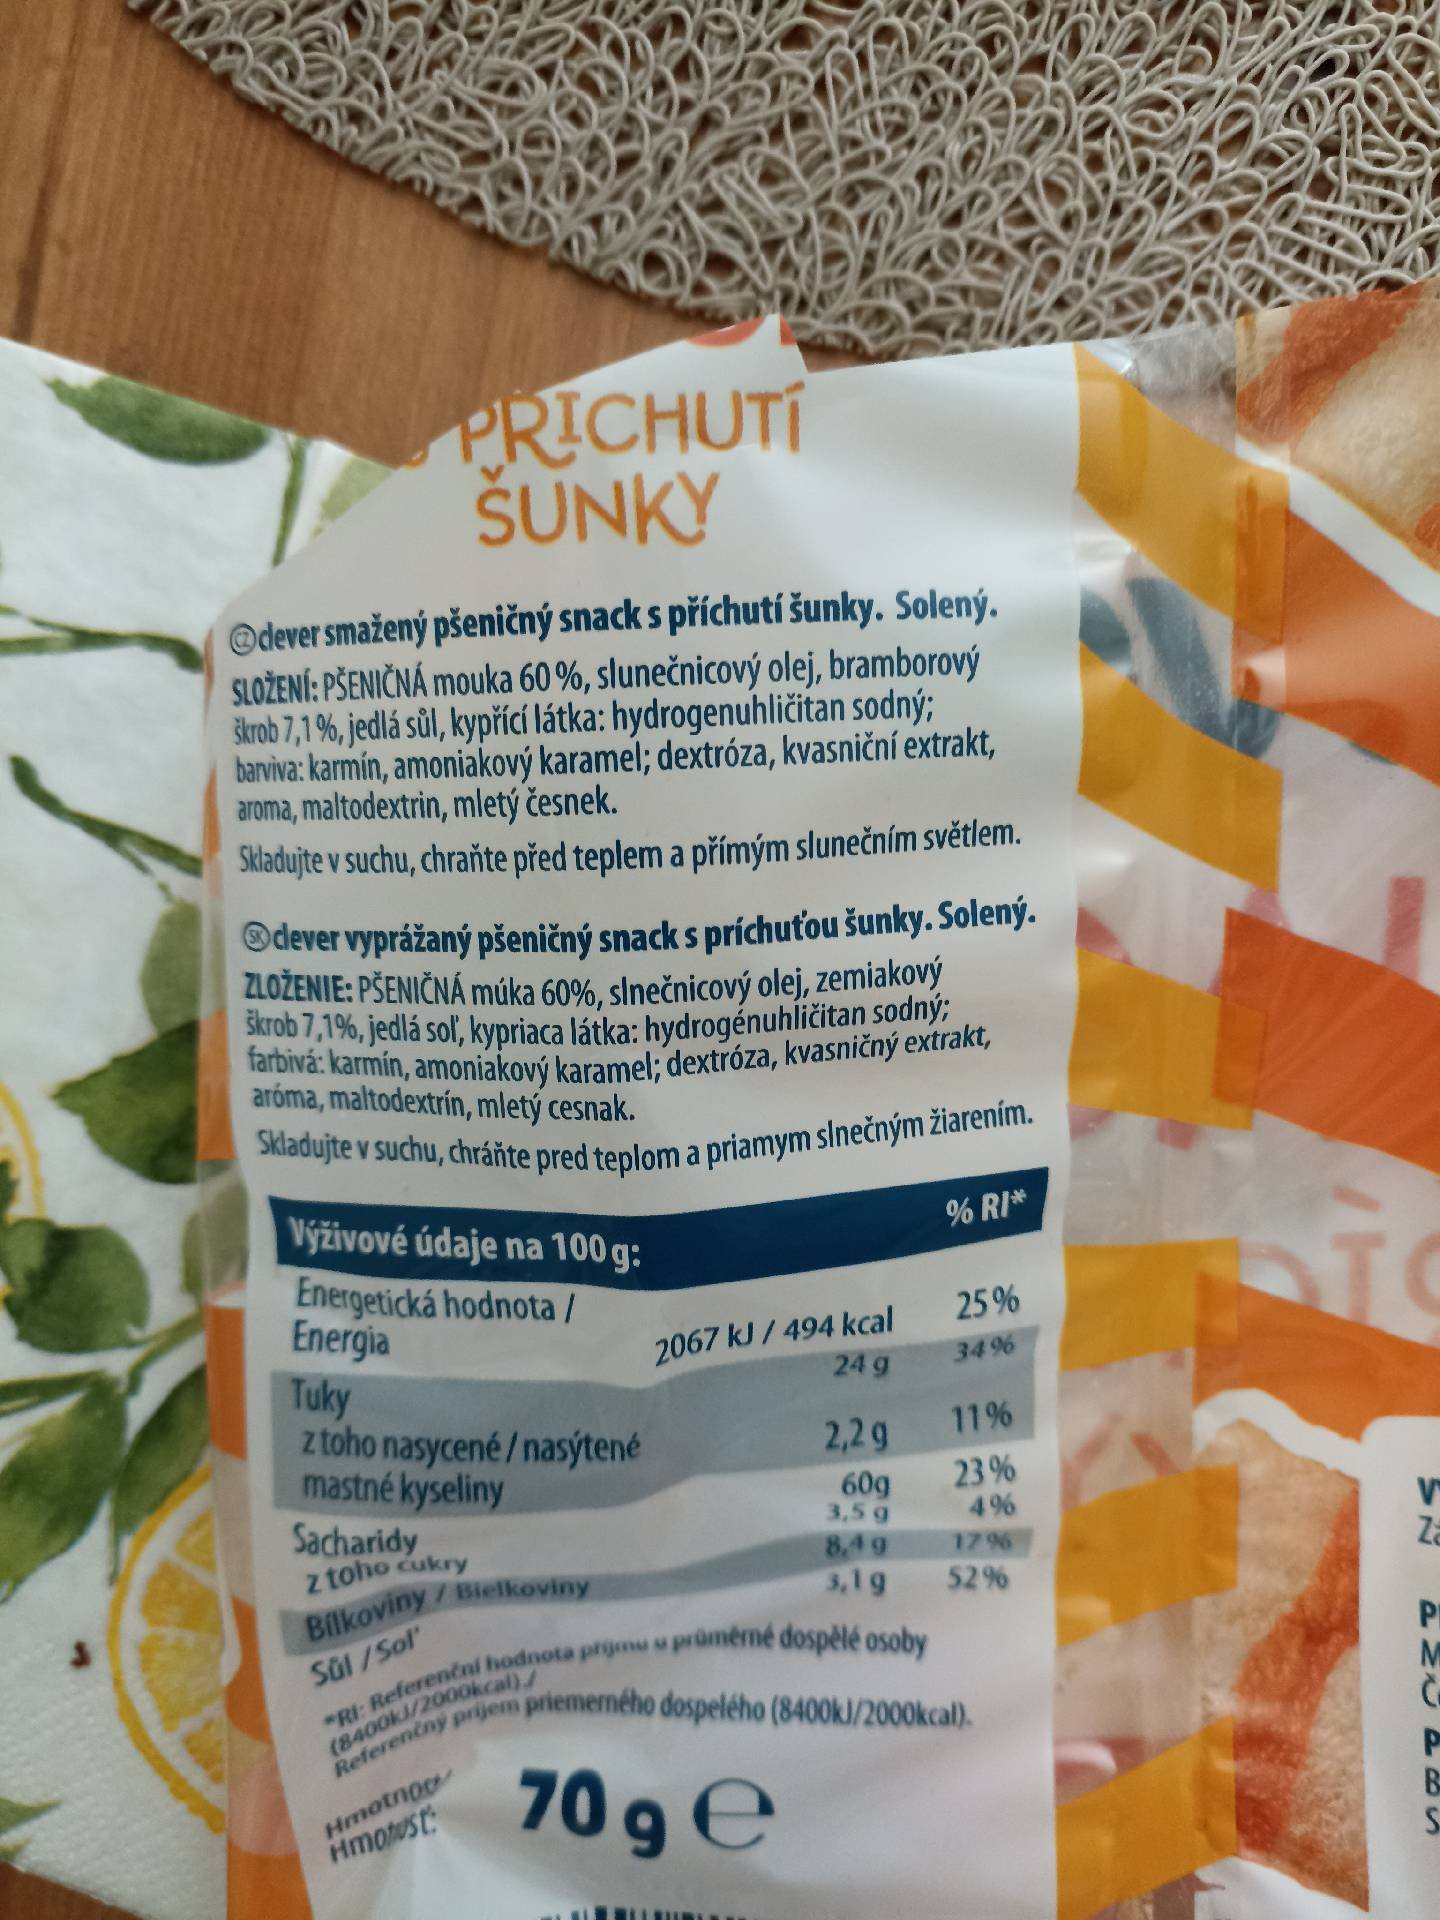 PŘÍCHUTÍ
ŠUNKY
CZ clever smažený pšeničný snack s příchutí šunky. Solený.
SLOŽENÍ: PŠENIČNÁ mouka 60 %, slunečnicový olej, bramborový
škrob 7,1 %, jedlá sůl, kypřící látka: hydrogenuhličitan sodný;
barviva: karmín, amoniakový karamel; dextróza, kvasniční extrakt,
aroma, maltodextrin, mletý česnek.
Skladujte v suchu, chraňte před teplem a přímým slunečním světlem.
SK clever vyprážaný pšeničný snack s príchuťou šunky. Solený.
ZLOŽENIE: PŠENIČNÁ múka 60%, slnečnicový olej, zemiakový
škrob 7,1%, jedlá soľ, kypriaca látka: hydrogénuhličitan sodný;
farbivá: karmín, amoniakový karamel; dextróza, kvasničný extrakt,
aróma, maltodextrín, mletý cesnak.
Skladujte v suchu, chráňte pred teplom a priamym slnečným žiarením.
Výživové údaje na 100 g: % RI*
Energetická hodnota /
Energia 2067 kJ / 494 kcal 25 %
Tuky 24 g 34 %
z toho nasycené / nasýtené
mastné kyseliny 2,2 g 11 %
Sacharidy 60g 23 %
z toho cukry 3,5 g 4 %
Bílkoviny / Bielkoviny 8,4 g 17 %
Sůl / Soľ 3,1 g 52 %
*RI: Referenční hodnota příjmu u průměrné dospělé osoby
(8400kJ/2000kcal)./
Referenčný príjem priemerného dospelého (8400kJ/2000kcal).
Hmotnost/
Hmotnosť: 70 g e